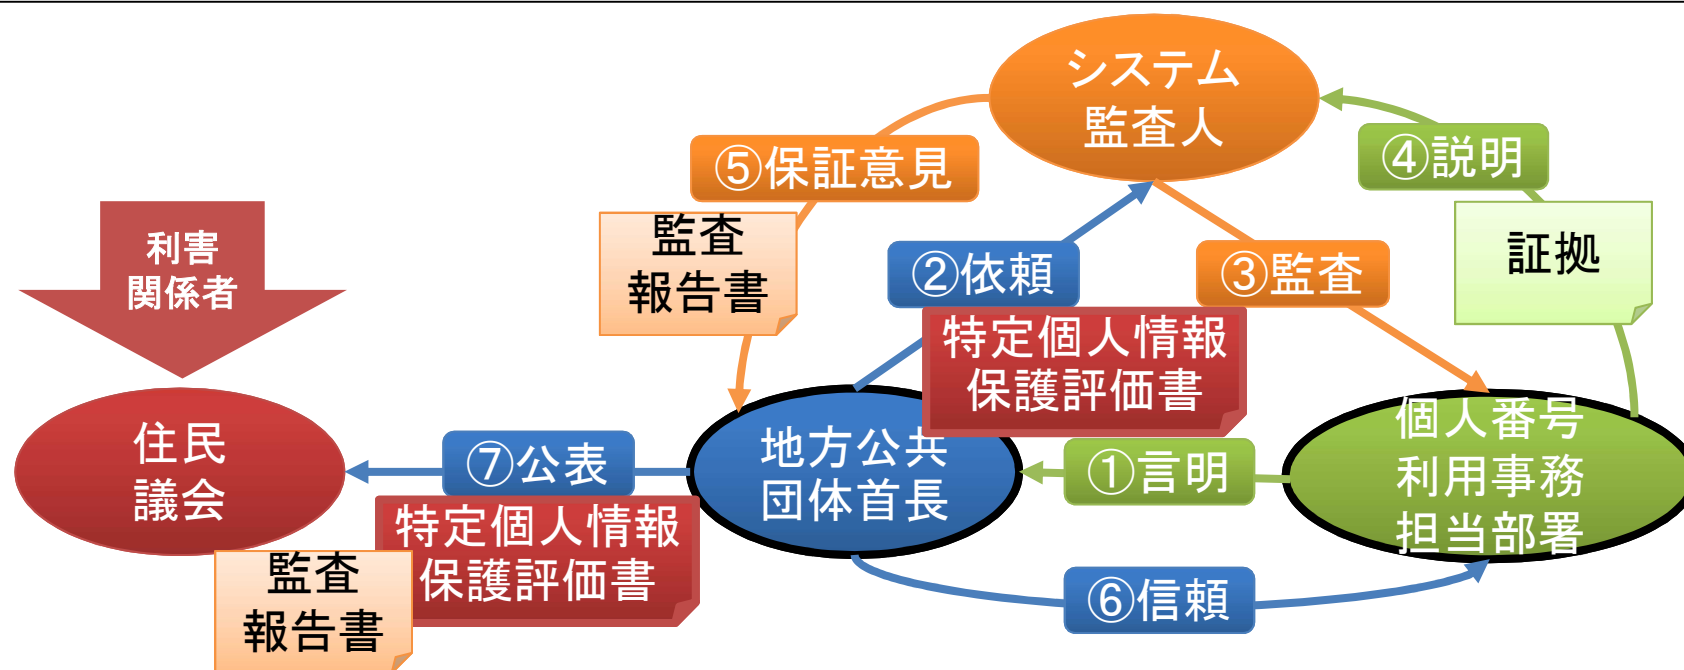 システム
監査人
⑤保証意見
④説明
監査
報告書
証拠
利害
関係者
②依頼
③監査
特定個人情報
保護評価書
住民
議会
⑦公表
地方公共
団体首長
①言明
個人番号
利用事務
担当部署
特定個人情報
保護評価書
監査
報告書
⑥信頼